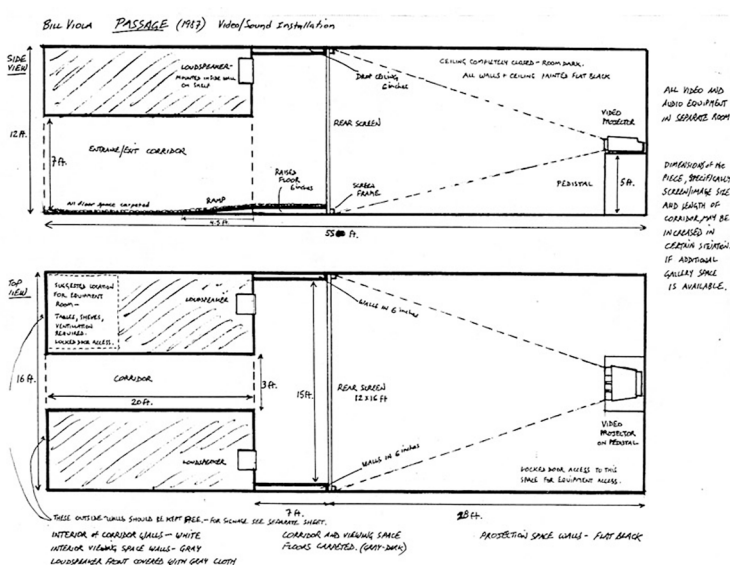 BILL VIOLA PASSAGE (1987) VIDEO/SOUND INSTALLATION
SIDE VIEW
12 ft.
LOUDSPEAKER-
MOUNTED INSIDE WALL
ON SHELF
DROP CEILING
6 inches
CEILING COMPLETELY CLOSED - ROOM DARK.
ALL WALLS + CEILING PAINTED FLAT BLACK
VIDEO
PROJECTOR
ALL VIDEO AND
AUDIO EQUIPMENT
IN SEPARATE ROOM
7 ft.
ENTRANCE/EXIT CORRIDOR
REAR SCREEN
RAISED
FLOOR
6 inches
RAMP
All floor space carpeted
4.5 ft.
SCREEN
FRAME
PEDISTAL
5 ft.
55 ft.
DIMENSIONS of the
PIECE, SPECIFICALLY
SCREEN/IMAGE SIZE
AND LENGTH OF
CORRIDOR, MAY BE
INCREASED IN
CERTAIN
IF ADDITIONAL
GALLERY SPACE
IS AVAILABLE.
TOP
VIEW
16 ft.
SUGGESTED LOCATION
FOR EQUIPMENT
ROOM -
TABLES, SHELVES,
VENTILATION
REQUIRED.
LOCKED DOOR ACCESS.
LOUDSPEAKER
WALLS IN 6 inches
CORRIDOR
20 ft.
3 ft.
15 ft.
REAR SCREEN
12 x 16 ft
VIDEO
PROJECTOR
ON PEDISTAL
LOUDSPEAKER
WALLS IN 6 inches
LOCKED DOOR ACCESS TO THIS
SPACE FOR EQUIPMENT ACCESS.
7 ft.
28 ft.
THESE OUTSIDE WALLS SHOULD BE KEPT FREE. - FOR SIGNAGE SEE SEPARATE SHEET.
INTERIOR of CORRIDOR WALLS - WHITE
INTERIOR VIEWING SPACE WALLS - GRAY
LOUDSPEAKER FRONT COVERED WITH GRAY CLOTH
CORRIDOR AND VIEWING SPACE
FLOORS CARPETED. (GRAY-DARK)
PROJECTION SPACE WALLS - FLAT BLACK